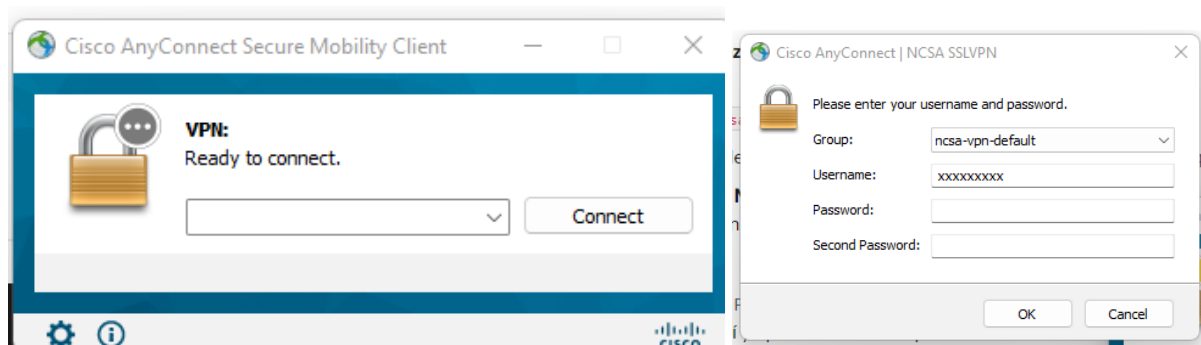 Cisco AnyConnect Secure Mobility Client
VPN:
Ready to connect.
Connect
CISCO
Cisco AnyConnect | NCSA SSLVPN
Please enter your username and password.
Group: ncsa-vpn-default
Username: xxxxxxxxx
Password:
Second Password:
OK Cancel